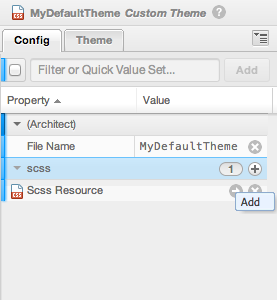 MyDefaultTheme Custom Theme ?
Config Theme
Filter or Quick Value Set... Add
Property Value
(Architect)
File Name MyDefaultTheme
scss 1
Scss Resource
Add